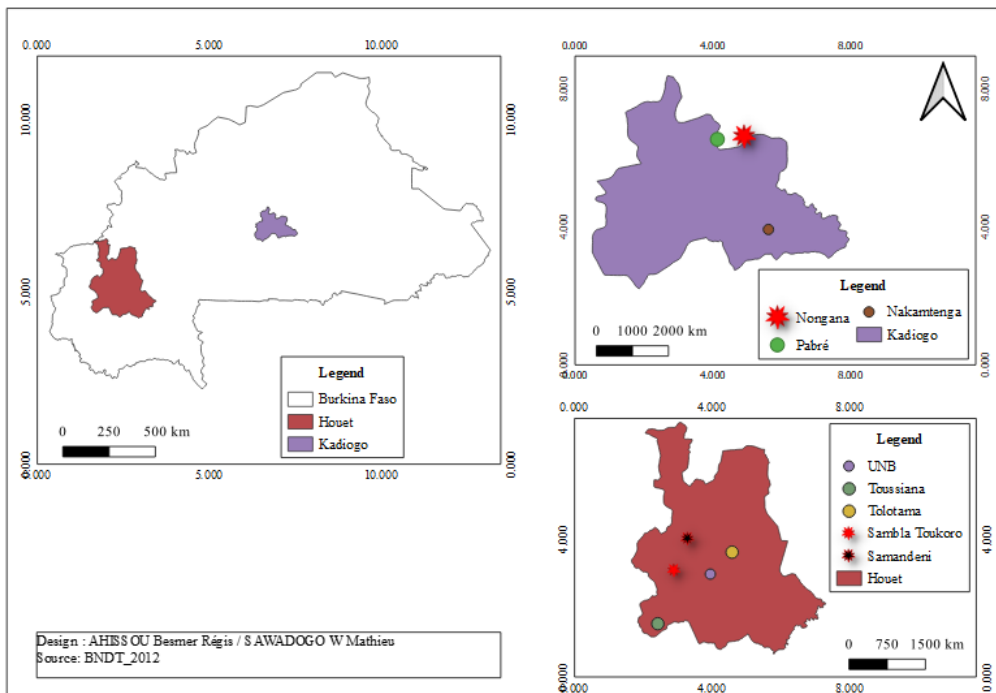 0.000 5.000 10.000
10.000
10.000
5.000
5.000
Legend
Burkina Faso
Houet
Kadiogo
0 250 500 km
0.000
0.000 5.000 10.000
0.000 4.000 8.000
8.000
8.000
4.000
4.000
Legend
Nongana
Nakamtenga
Pabré
Kadiogo
0 1000 2000 km
0.000
0.000
0.000 4.000 8.000
0.000 4.000 8.000
4.000
4.000
Legend
UNB
Toussiana
Tolotama
Sambla Toukoro
Samandeni
Houet
0 750 1500 km
0.000
0.000
0.000 4.000 8.000
Design : AHISSOU Besmer Régis / SAWADOGO W Mathieu
Source: BNDT_2012